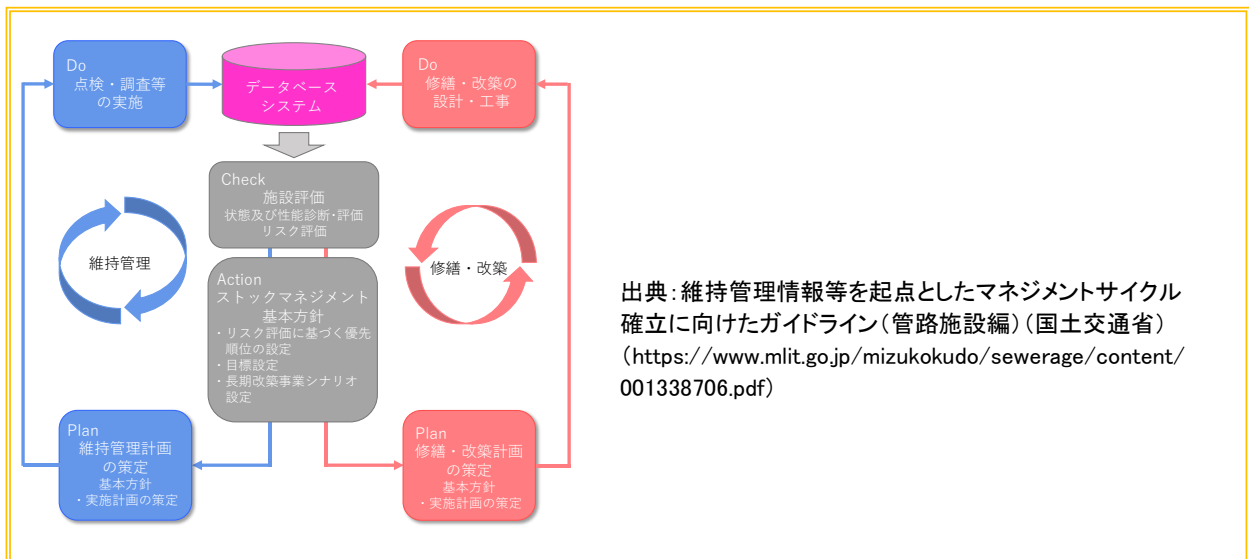 Do
点検・調査等
の実施
データベース
システム
Do
修繕・改築の
設計・工事
Check
施設評価
状態及び性能診断・評価
リスク評価
維持管理
修繕・改築
Action
ストックマネジメント
基本方針
・リスク評価に基づく優先
順位の設定
・目標設定
・長期改築事業シナリオ
設定
Plan
維持管理計画
の策定
基本方針
・実施計画の策定
Plan
修繕・改築計画
の策定
基本方針
・実施計画の策定
出典：維持管理情報等を起点としたマネジメントサイクル
確立に向けたガイドライン（管路施設編）（国土交通省）
（https://www.mlit.go.jp/mizukokudo/sewerage/content/
001338706.pdf）